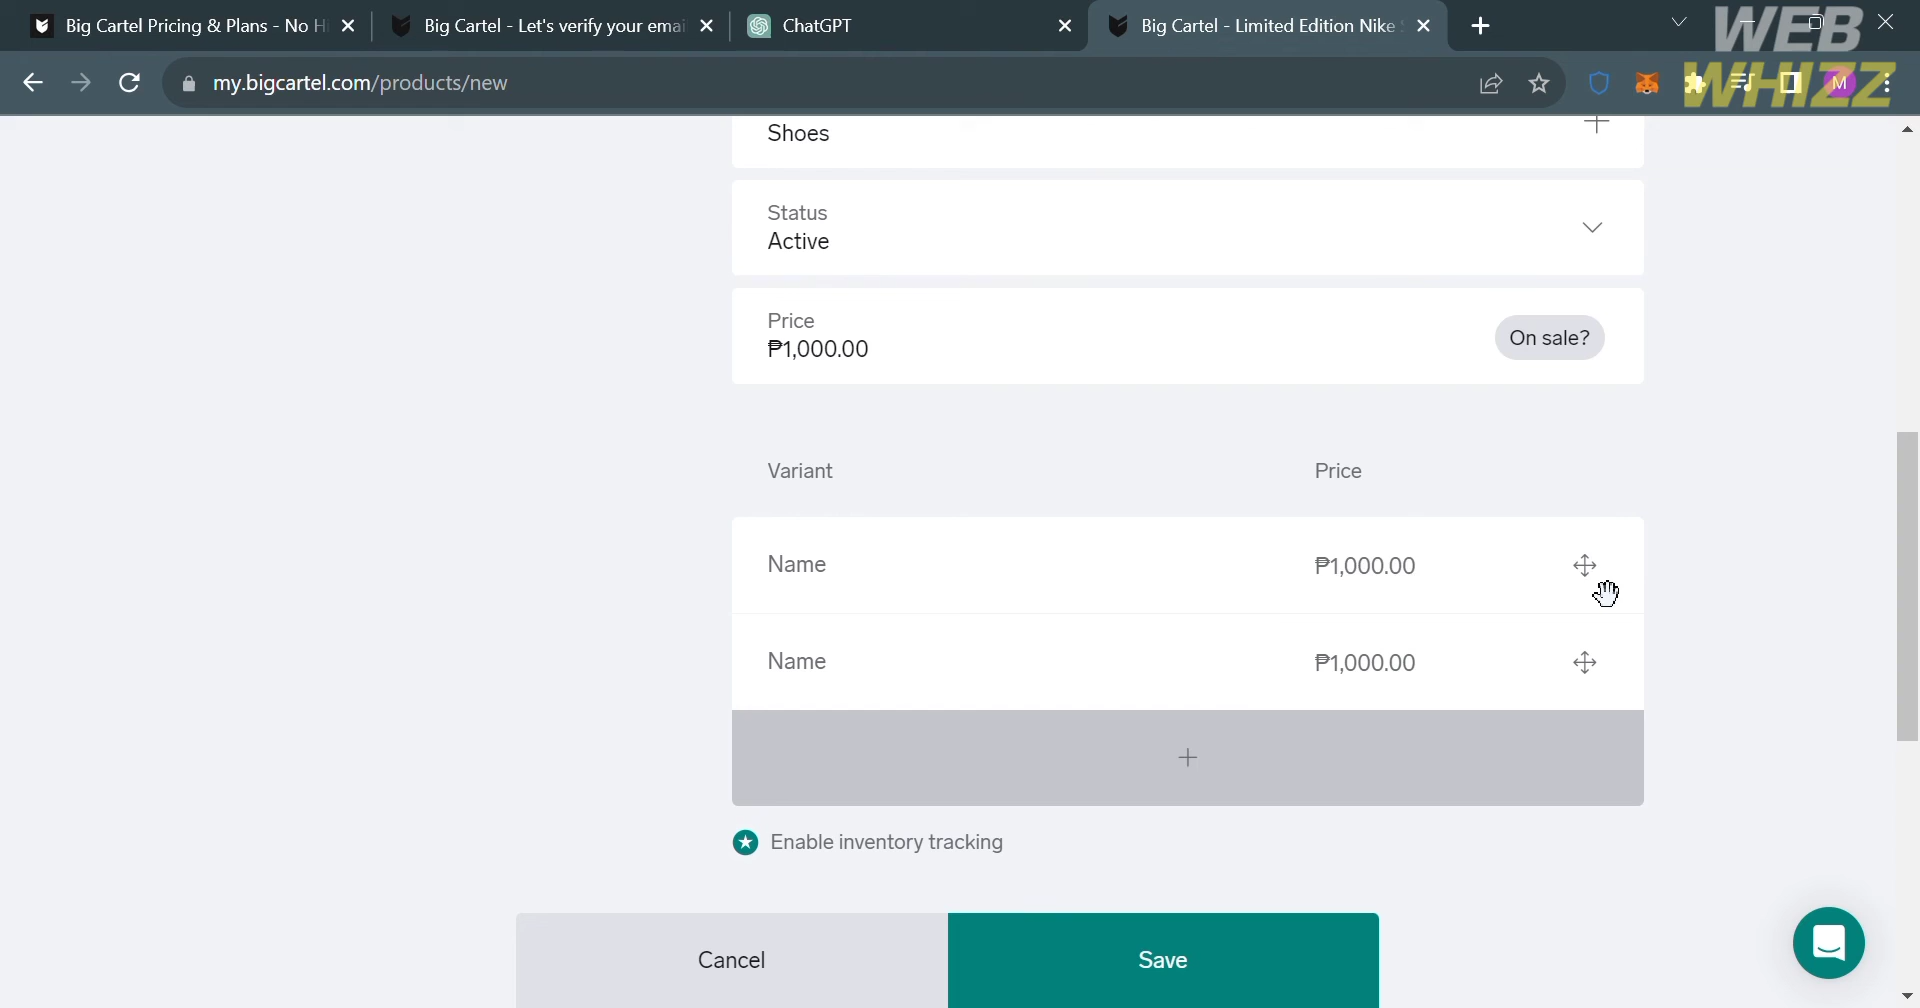 Big Cartel Pricing & Plans - No H
Big Cartel - Let's verify your emai
ChatGPT
Big Cartel - Limited Edition Nike S
WEB
WHIZZ
my.bigcartel.com/products/new
M
Shoes
Status
Active
Price
₱1,000.00
On sale?
Variant
Price
Name
₱1,000.00
Name
₱1,000.00
Enable inventory tracking
Cancel
Save